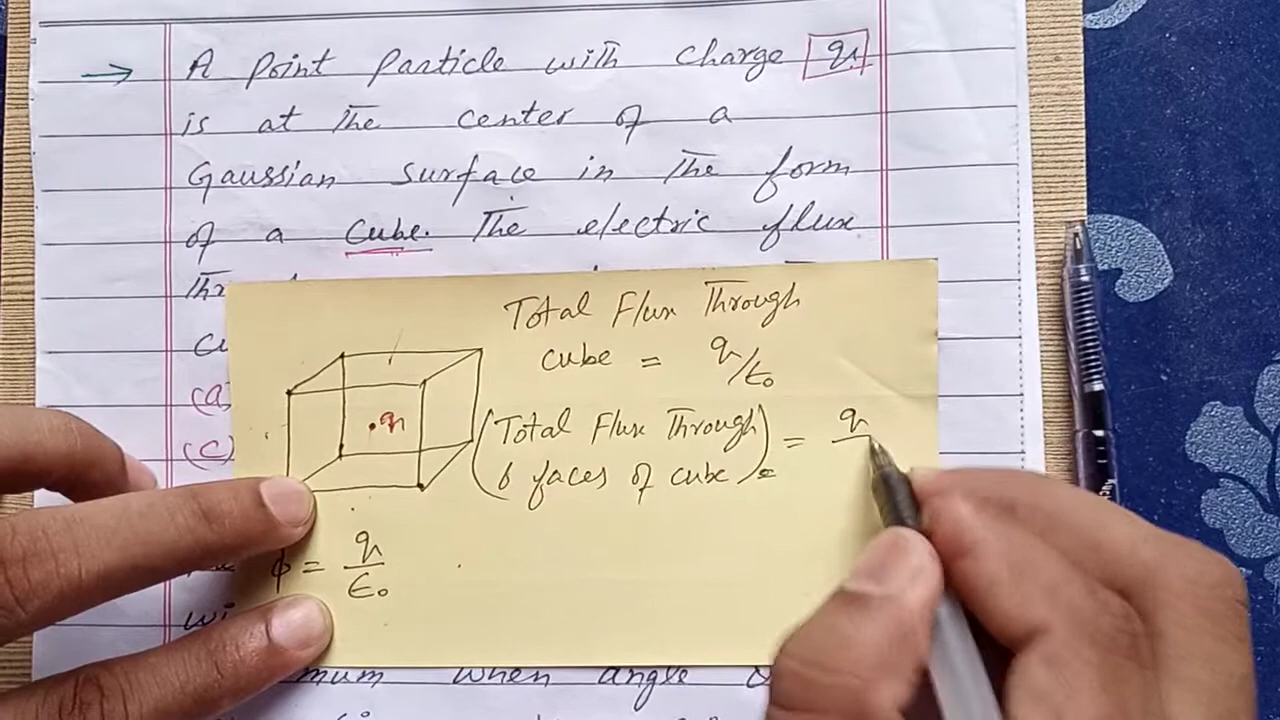 → A point particle with charge q
is at the center of a
Gaussian surface in the form
of a cube. The electric flux
Total Flux Through
cube = q/ε₀
q
(Total Flux Through
6 faces of cube) = q
ϕ = q/ε₀
(a)
(c)
when angle